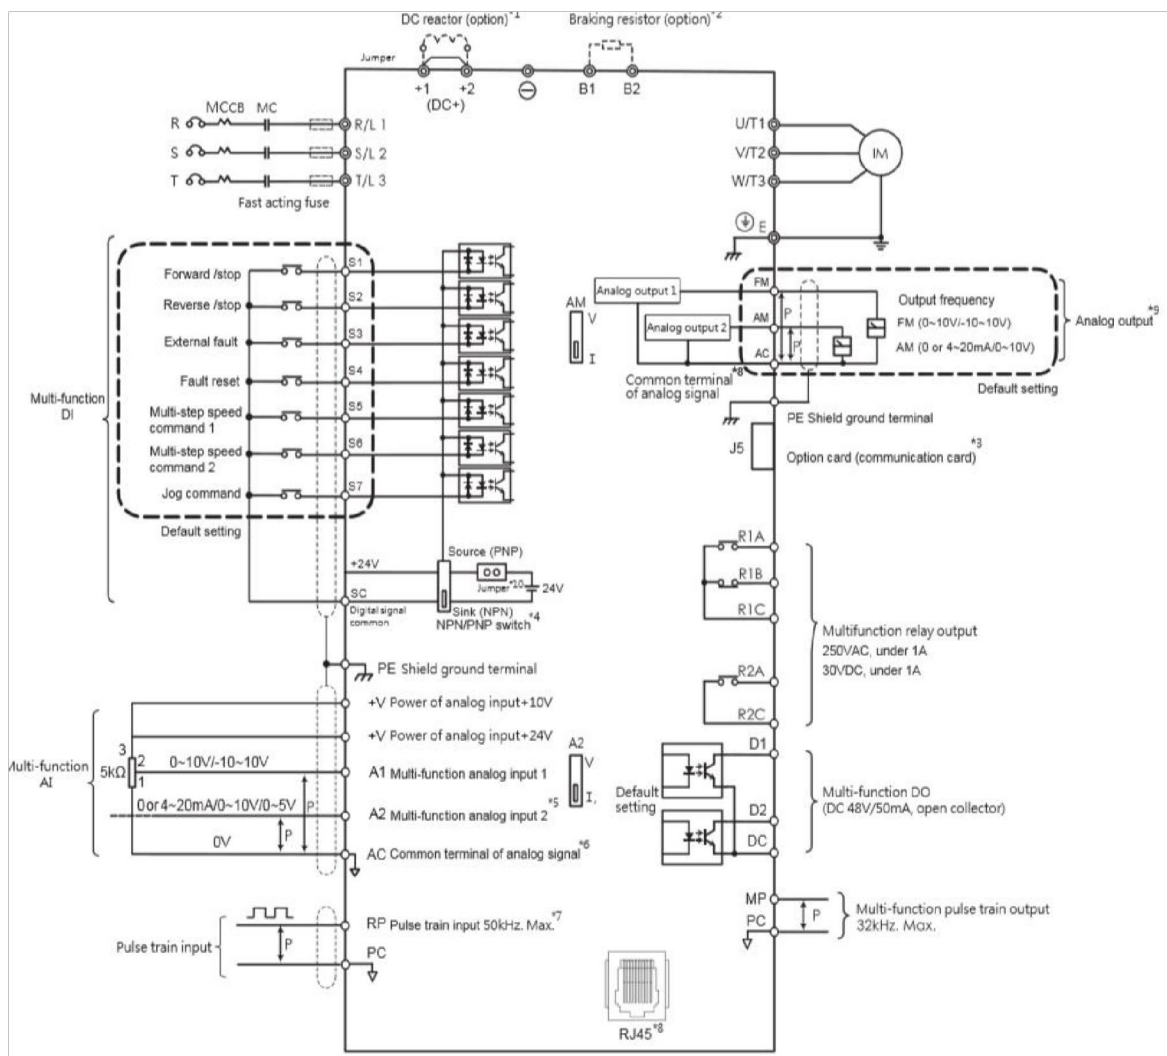 DC reactor (option)*1
Braking resistor (option)*2
Jumper
+1
+2
(DC+)
B1
B2
MCCB MC
R
R/L 1
S
S/L 2
T
T/L 3
Fast acting fuse
U/T1
V/T2
W/T3
IM
E
Multi-function
DI
Forward /stop
S1
Reverse /stop
S2
External fault
S3
Fault reset
S4
Multi-step speed
command 1
S5
Multi-step speed
command 2
S6
Jog command
S7
Default setting
+24V
SC
Digital signal
common
Source (PNP)
Jumper*10
24V
Sink (NPN)
NPN/PNP switch*4
PE Shield ground terminal
AM
V
I
Analog output 1
Analog output 2
FM
AM
AC
P
P
Output frequency
FM (0~10V/-10~10V)
AM (0 or 4~20mA/0~10V)
Analog output*9
Default setting
Common terminal*8
of analog signal
PE Shield ground terminal
J5
Option card (communication card)*3
R1A
R1B
R1C
R2A
R2C
Multifunction relay output
250VAC, under 1A
30VDC, under 1A
Multi-function
AI
3
2
1
5kΩ
+V Power of analog input+10V
+V Power of analog input+24V
0~10V/-10~10V
A1 Multi-function analog input 1
0 or 4~20mA/0~10V/0~5V
A2 Multi-function analog input 2*5
P
P
0V
AC Common terminal of analog signal*6
A2
V
I.
Default
setting
D1
D2
DC
Multi-function DO
(DC 48V/50mA, open collector)
Pulse train input
P
RP Pulse train input 50kHz. Max.*7
PC
MP
PC
P
Multi-function pulse train output
32kHz. Max.
RJ45*8